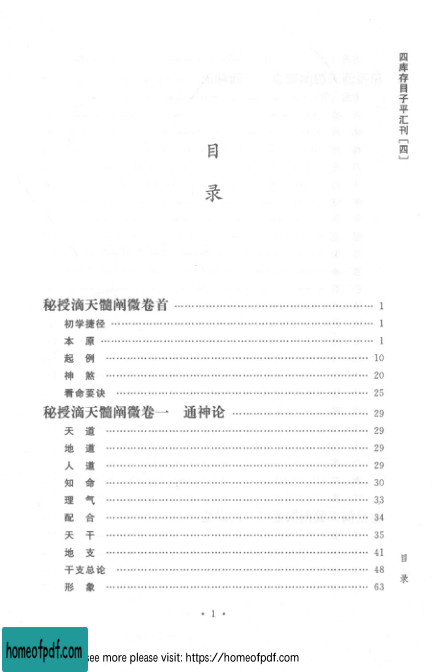 四库存目子平汇刊[四]
目
录
秘授滴天髓阐微卷首 1
初学捷径 1
本 原 1
起 例 10
神 煞 20
看命要诀 25
秘授滴天髓阐微卷一 通神论 29
天 道 29
地 道 29
人 道 29
知 命 30
理 气 33
配 合 34
天 干 35
地 支 41
干支总论 48
形 象 63
目 录
• 1 •
homeofpdf.com
see more please visit: https://homeofpdf.com